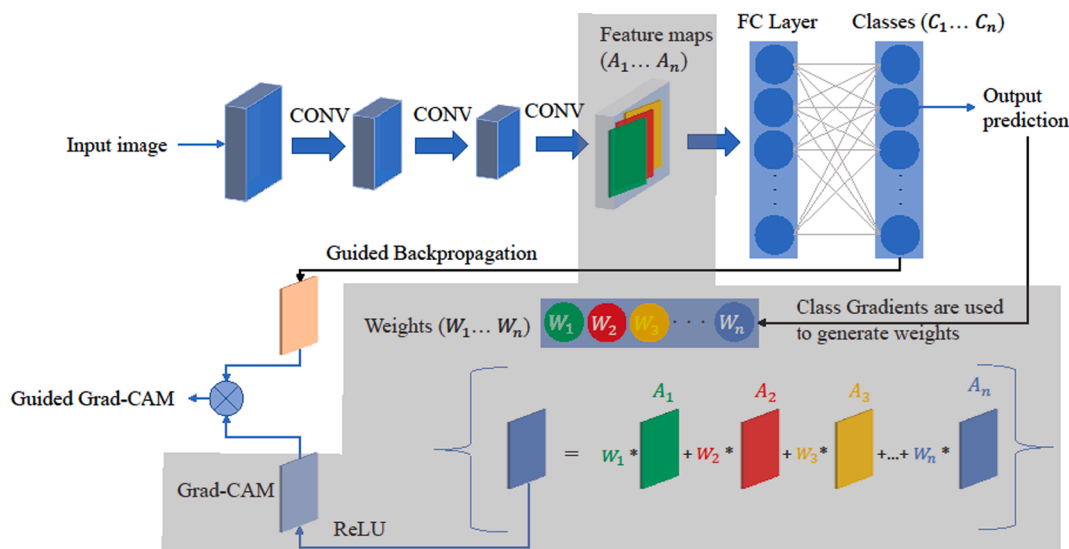 FC Layer
Classes (C₁... Cₙ)
Feature maps
(A₁... Aₙ)
CONV
CONV
CONV
Input image
Output
prediction
Guided Backpropagation
Weights (W₁... Wₙ)
W₁ W₂ W₃ · · · Wₙ
Class Gradients are used
to generate weights
Guided Grad-CAM
A₁ A₂ A₃ Aₙ
= W₁ * + W₂ * + W₃ * +...+ Wₙ *
Grad-CAM
ReLU